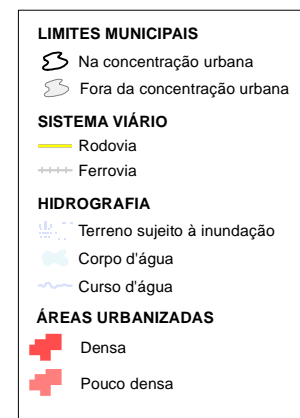 LIMITES MUNICIPAIS
Na concentração urbana
Fora da concentração urbana
SISTEMA VIÁRIO
Rodovia
Ferrovia
HIDROGRAFIA
Terreno sujeito à inundação
Corpo d'água
Curso d'água
ÁREAS URBANIZADAS
Densa
Pouco densa